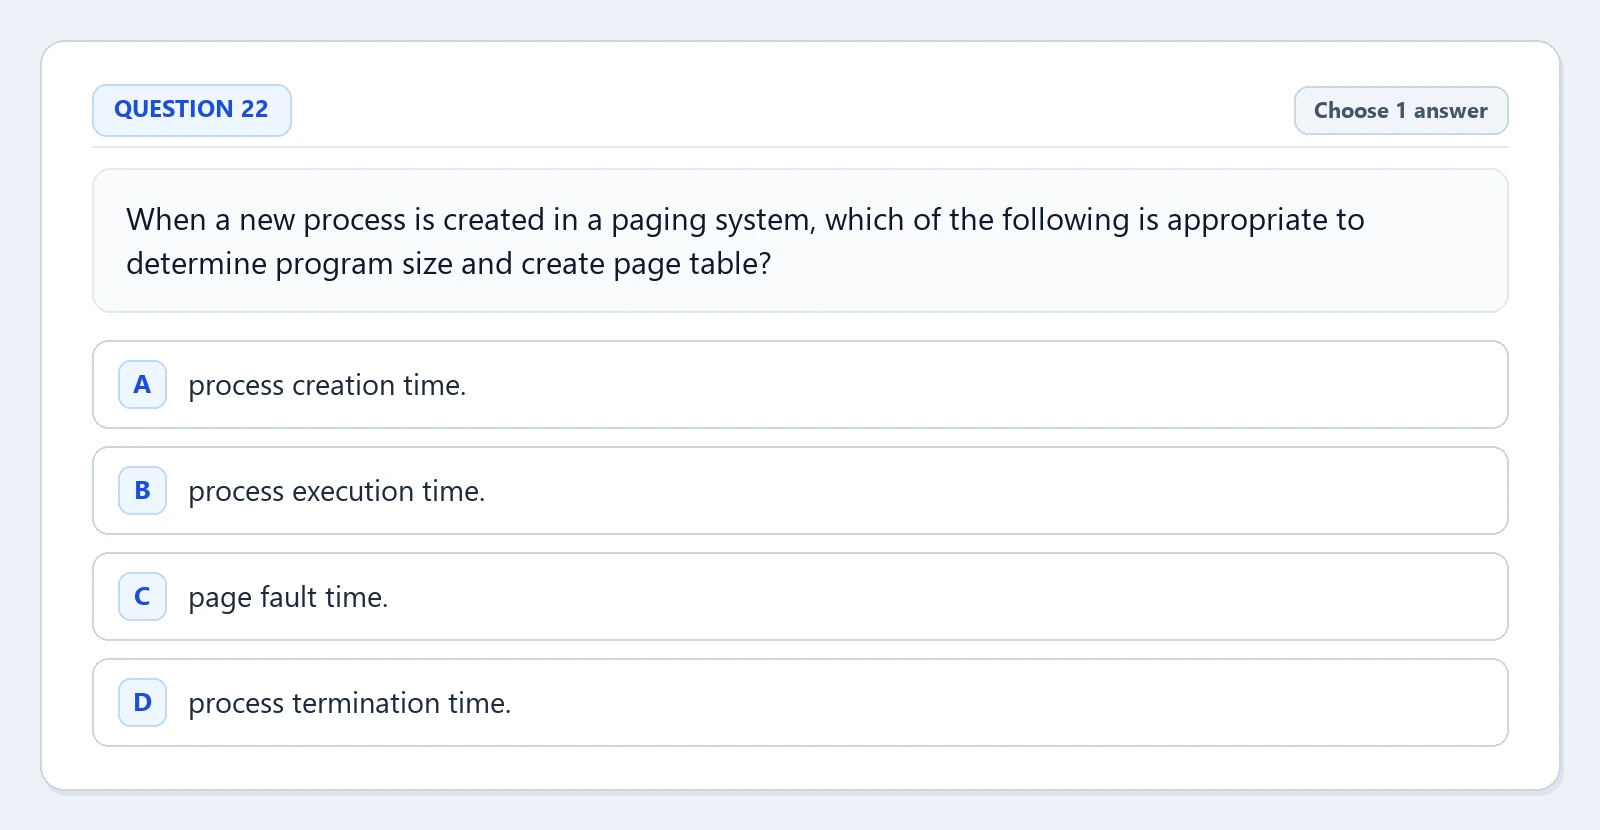 QUESTION 22
Choose 1 answer
When a new process is created in a paging system, which of the following is appropriate to
determine program size and create page table?
A process creation time.
B process execution time.
C page fault time.
D process termination time.